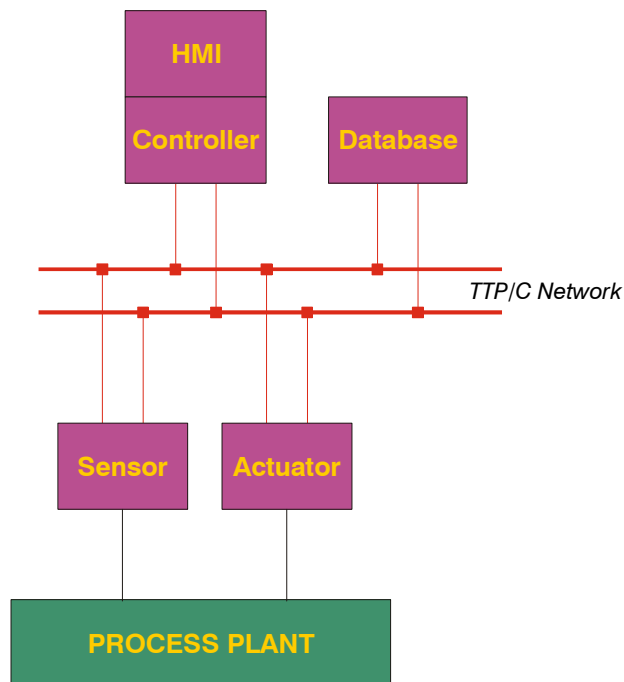 HMI
Controller
Database
TTP/C Network
Sensor
Actuator
PROCESS PLANT